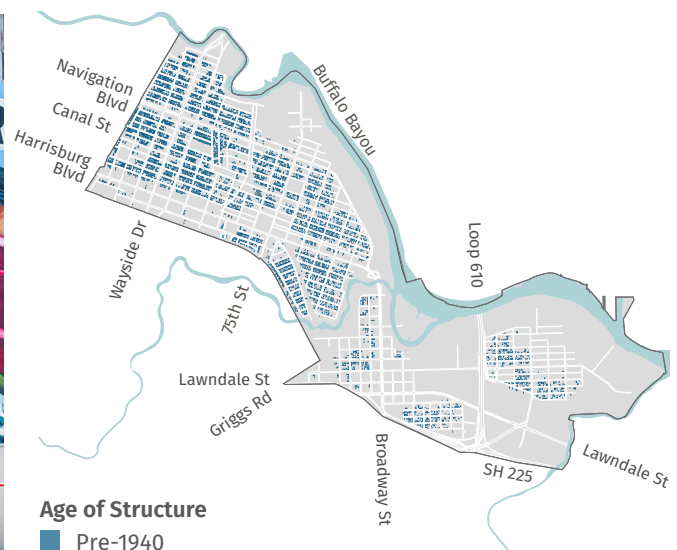 Navigation
Blvd
Canal St
Harrisburg
Blvd
Buffalo Bayou
Loop 610
Wayside Dr
75th St
Lawndale St
Griggs Rd
Broadway St
SH 225
Lawndale St
Age of Structure
Pre-1940